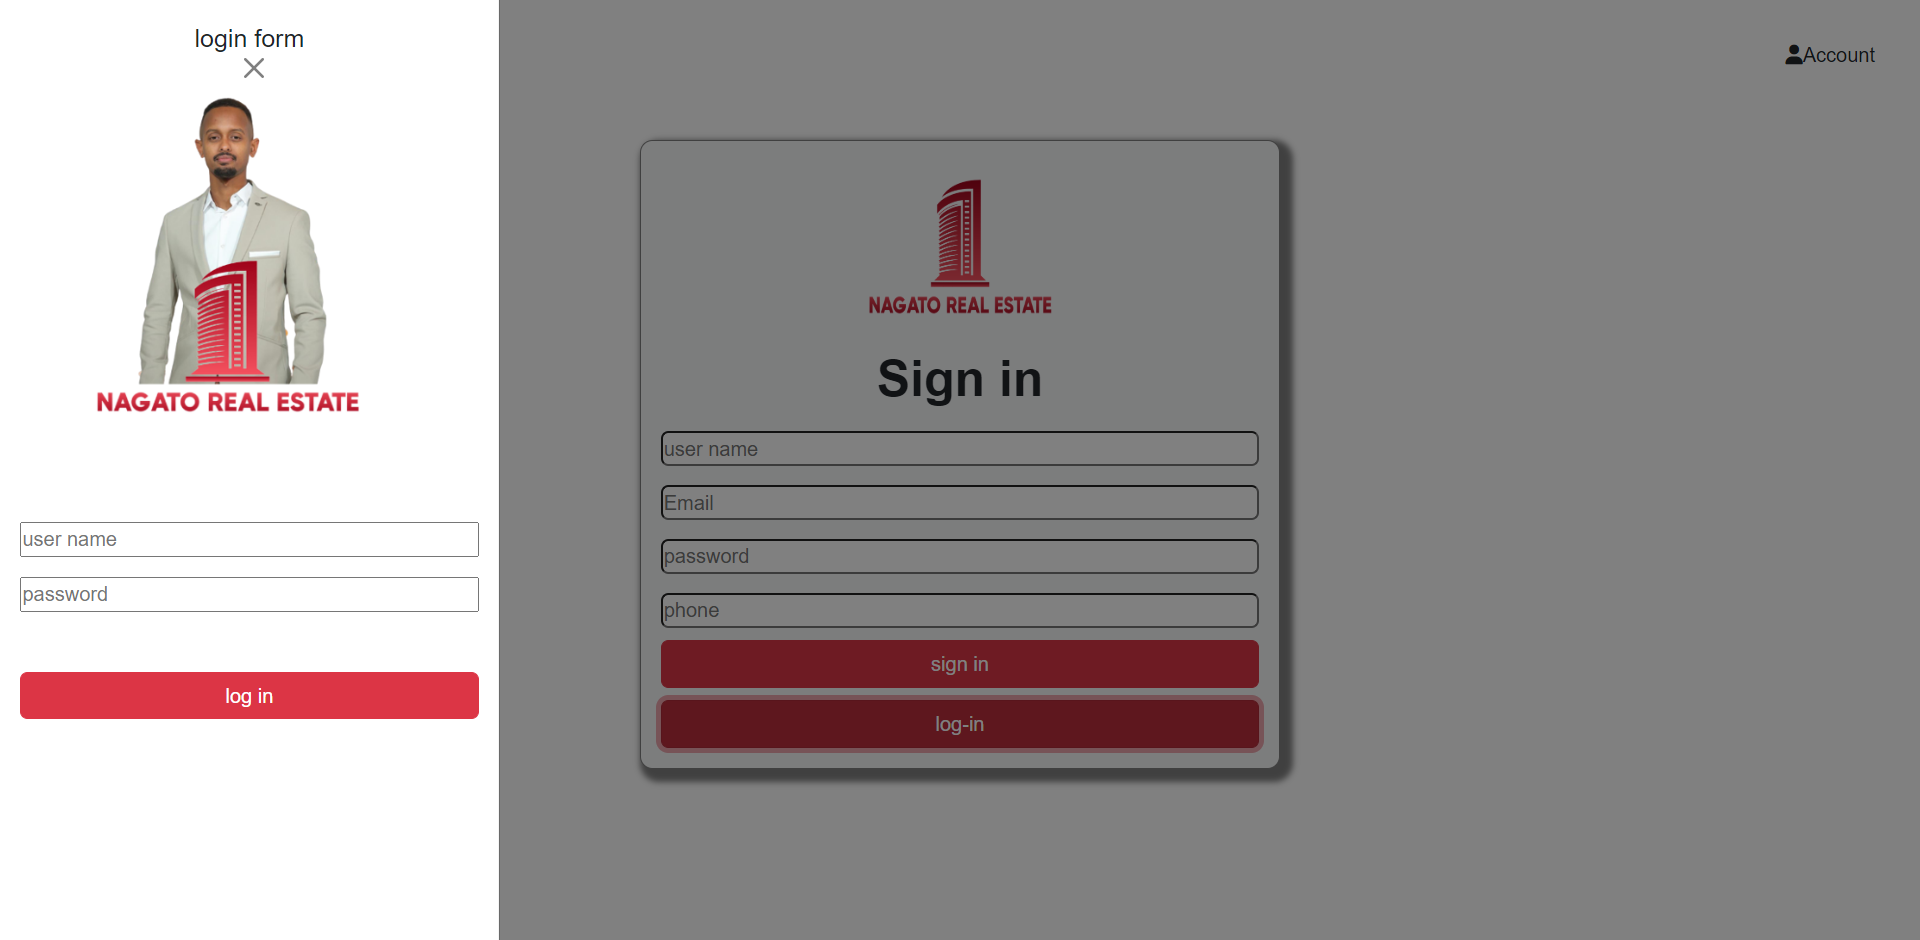 login form
NAGATO REAL ESTATE
user name
password
log in
Account
NAGATO REAL ESTATE
Sign in
user name
Email
password
phone
sign in
log-in